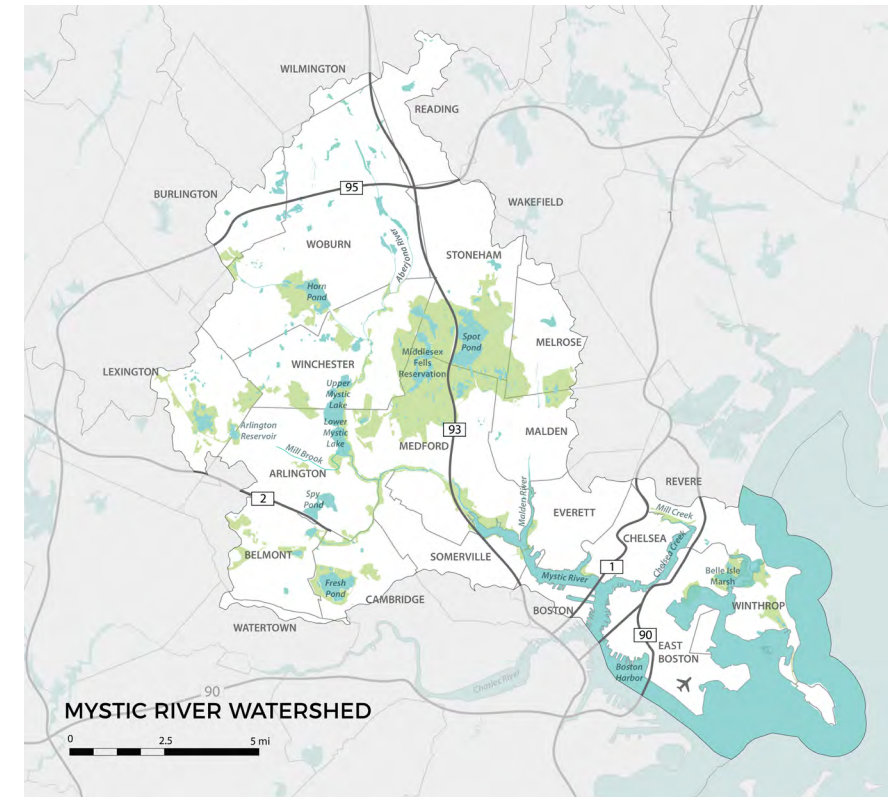 WILMINGTON
READING
BURLINGTON
95
WAKEFIELD
WOBURN
Aberjona River
STONEHAM
Horn
Pond
Spot
Pond
MELROSE
Middlesex
Fells
Reservation
WINCHESTER
LEXINGTON
Upper
Mystic
Lake
Lower
Mystic
Lake
Arlington
Reservoir
93
MALDEN
MEDFORD
Mill Brook
ARLINGTON
REVERE
2
Spy
Pond
Malden River
EVERETT
Mill Creek
CHELSEA
Chelsea Creek
BELMONT
SOMERVILLE
1
Belle Isle
Marsh
Mystic River
Fresh
Pond
CAMBRIDGE
BOSTON
WINTHROP
WATERTOWN
90
EAST
BOSTON
Boston
Harbor
Charles River
90
MYSTIC RIVER WATERSHED
0 2.5 5 mi